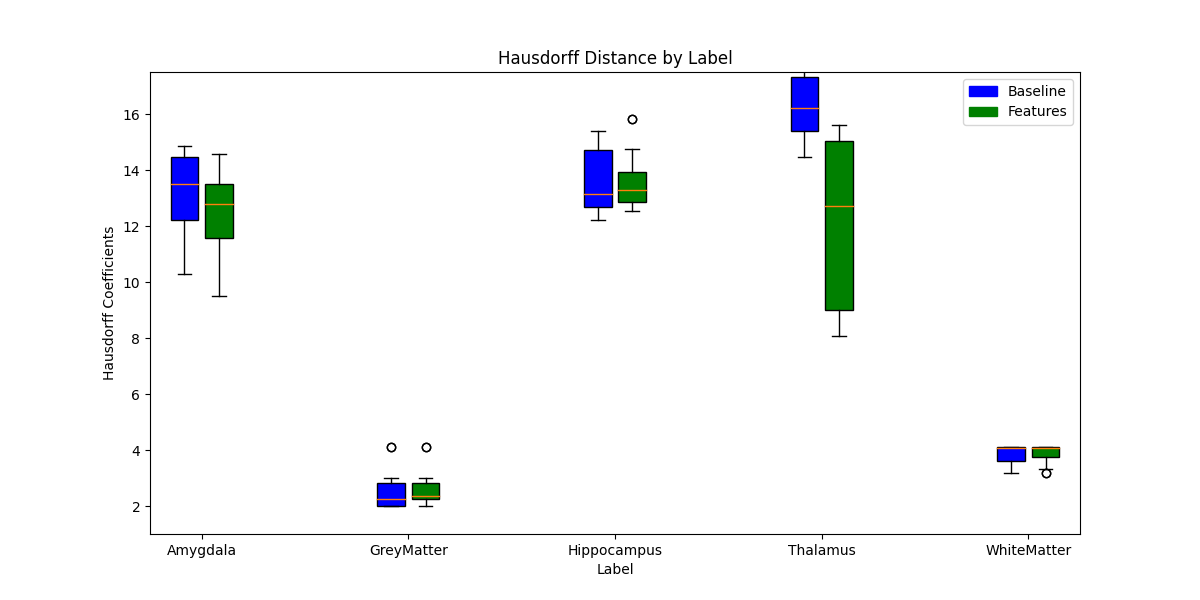 Hausdorff Distance by Label
Baseline
Features
Hausdorff Coefficients
16
14
12
10
8
6
4
2
Amygdala
GreyMatter
Hippocampus
Thalamus
WhiteMatter
Label